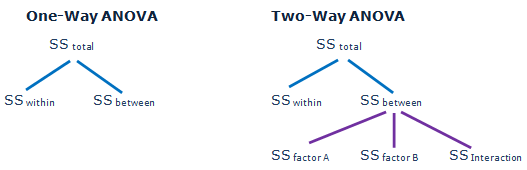 One-Way ANOVA Two-Way ANOVA
SS total SS total
SS within SS between SS within SS between
SS factor A SS factor B SS Interaction